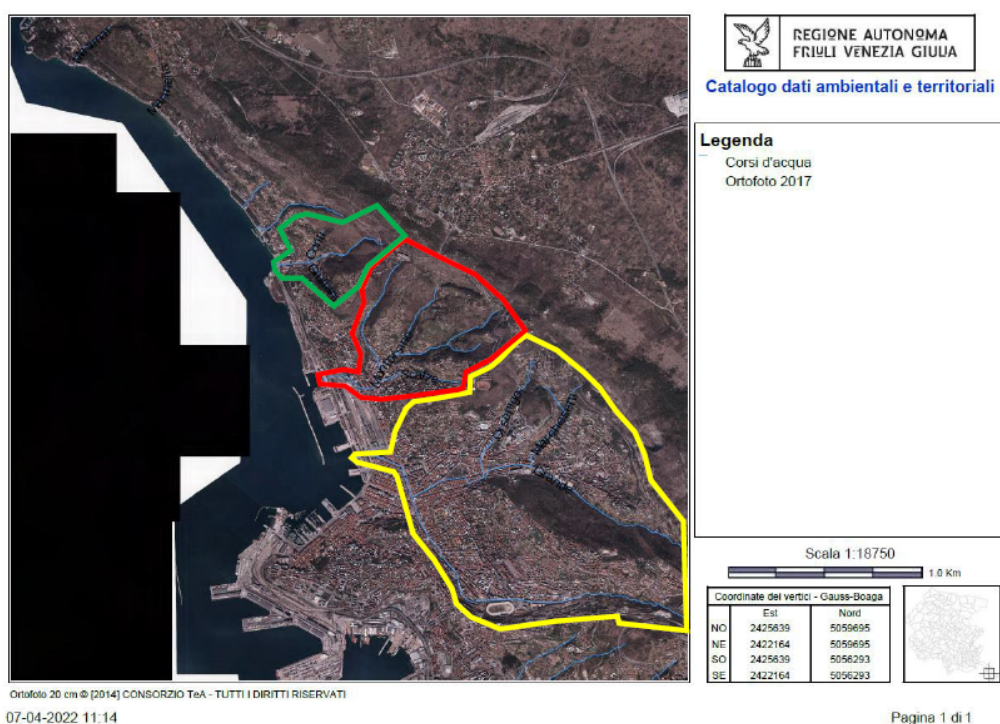 REGIONE AUTONOMA
FRIULI VENEZIA GIULIA
Catalogo dati ambientali e territoriali
Legenda
Corsi d'acqua
Ortofoto 2017
Grande
Scala 1:18750
1.0 Km
Coordinate dei vertici - Gauss-Boaga
Est Nord
NO 2425639 5059695
NE 2422164 5059695
SO 2425639 5056293
SE 2422164 5056293
Ortofoto 20 cm © [2014] CONSORZIO TeA - TUTTI I DIRITTI RISERVATI
07-04-2022 11:14
Pagina 1 di 1